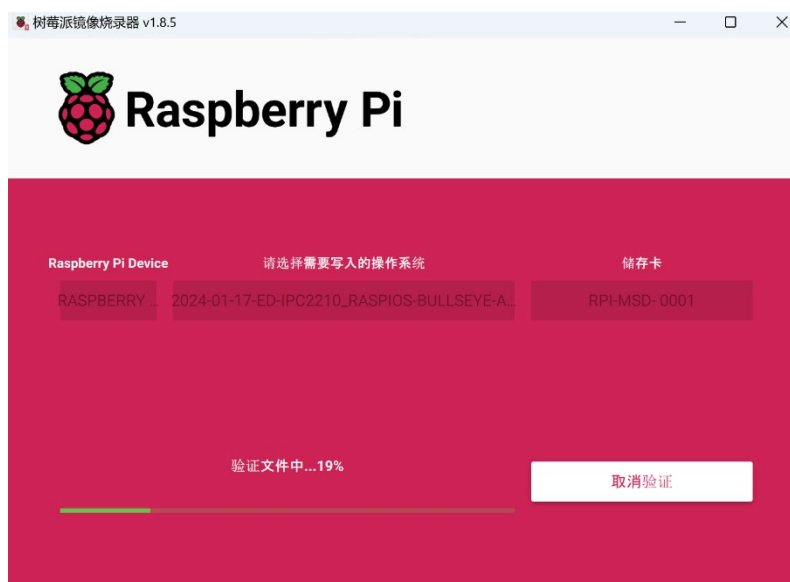 树莓派镜像烧录器 v1.8.5
Raspberry Pi
Raspberry Pi Device
请选择需要写入的操作系统
储存卡
RASPBERRY ...
2024-01-17-ED-IPC2210_RASPIOS-BULLSEYE-A...
RPI-MSD- 0001
验证文件中...19%
取消验证